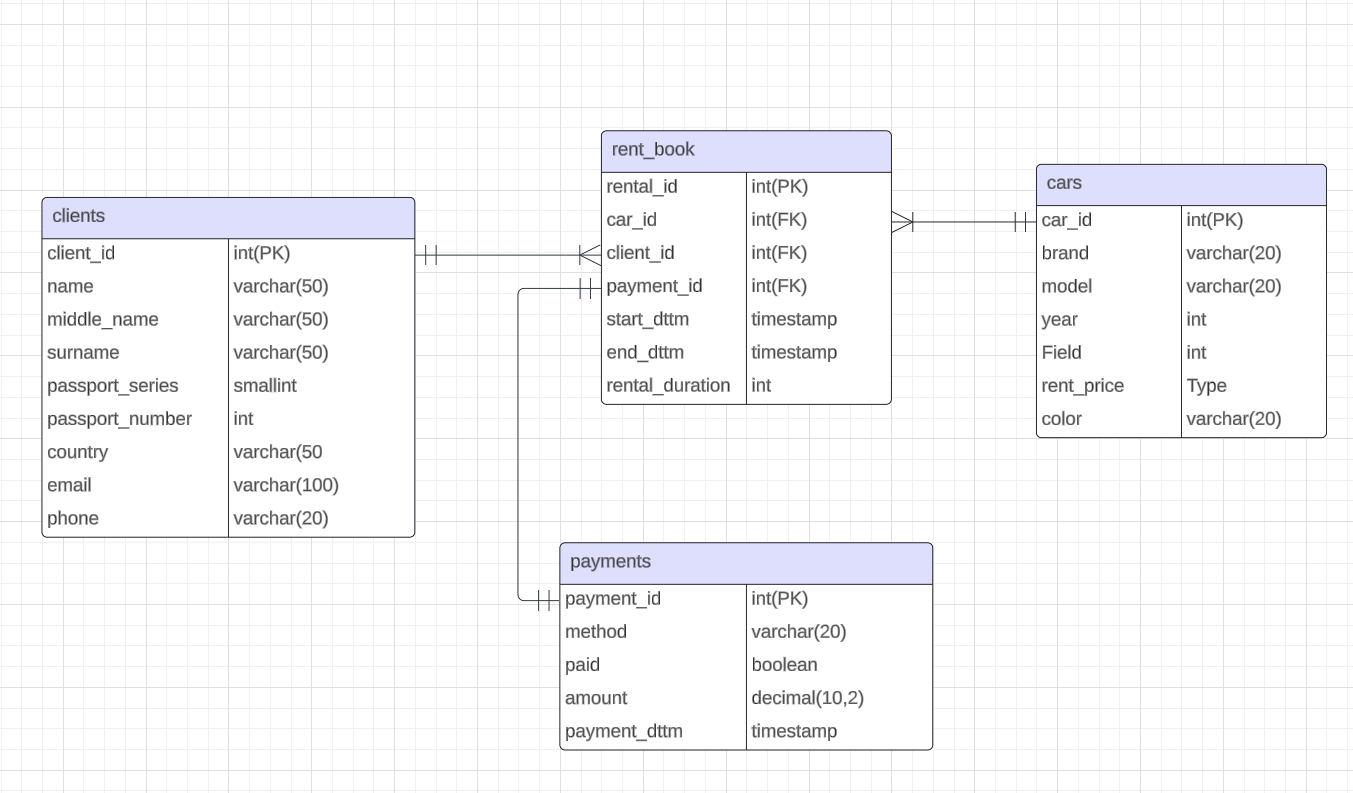 clients
client_id int(PK)
name varchar(50)
middle_name varchar(50)
surname varchar(50)
passport_series smallint
passport_number int
country varchar(50
email varchar(100)
phone varchar(20)
rent_book
rental_id int(PK)
car_id int(FK)
client_id int(FK)
payment_id int(FK)
start_dttm timestamp
end_dttm timestamp
rental_duration int
cars
car_id int(PK)
brand varchar(20)
model varchar(20)
year int
Field int
rent_price Type
color varchar(20)
payments
payment_id int(PK)
method varchar(20)
paid boolean
amount decimal(10,2)
payment_dttm timestamp